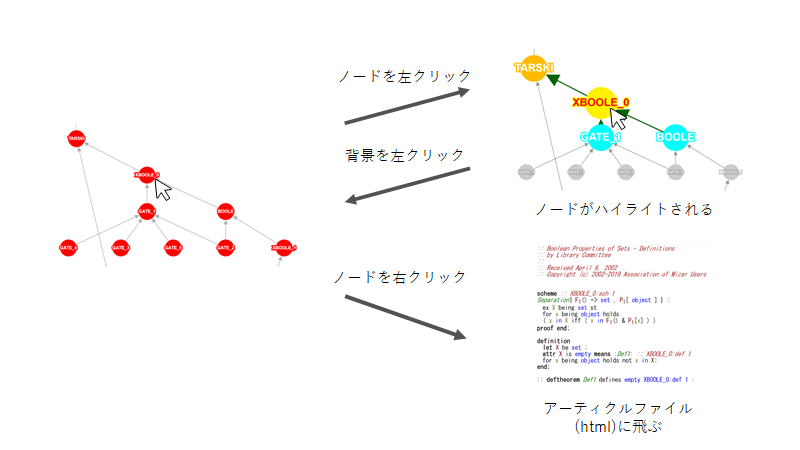 TARSKI
XBOOLE_0
GATE_1
BOOLE
ノードを左クリック
背景を左クリック
ノードがハイライトされる
TARSKI
XBOOLE_0
GATE_1
BOOLE
GATE_4
GATE_3
GATE_5
GATE_2
ノードを右クリック
:: Boolean Properties of Sets - Definitions
:: by Library Committee
::
:: Received April 6, 2002
:: Copyright (c) 2002-2019 Association of Mizar Users
scheme :: XBOOLE_0:sch 1
Separation{ F₁() -> set , P₁[ object ] } :
ex X being set st
for x being object holds
( x in X iff ( x in F₁() & P₁[x] ) )
proof end;
definition
let X be set ;
attr X is empty means :Def1: :: XBOOLE_0:def 1
for x being object holds not x in X;
end;
:: deftheorem Def1 defines empty XBOOLE_0:def 1 :
アーティクルファイル
(html)に飛ぶ